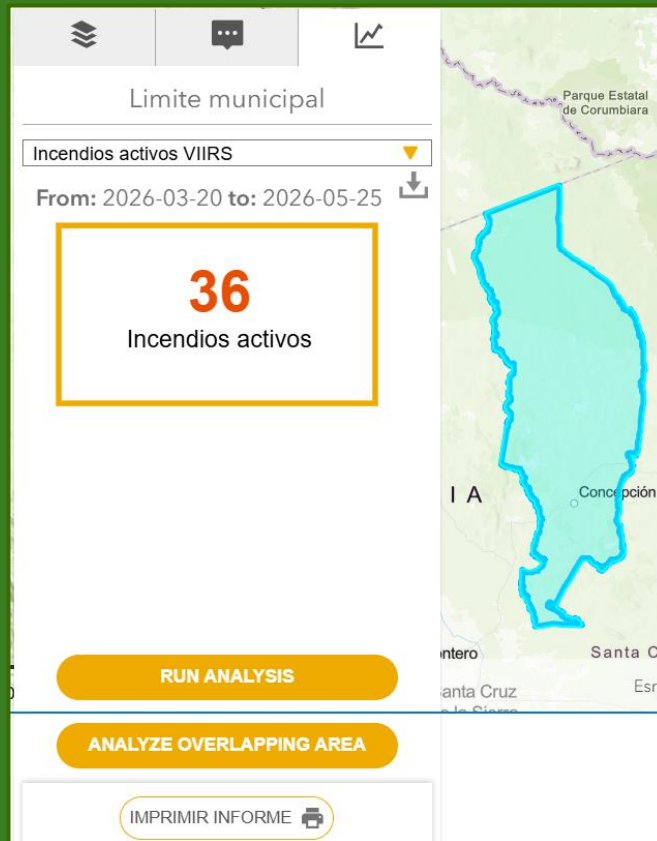 Limite municipal
Incendios activos VIIRS
From: 2026-03-20 to: 2026-05-25
36
Incendios activos
RUN ANALYSIS
ANALYZE OVERLAPPING AREA
IMPRIMIR INFORME
Parque Estatal
de Corumbiara
I A
Concepción
ntero
Santa C
anta Cruz
Esr